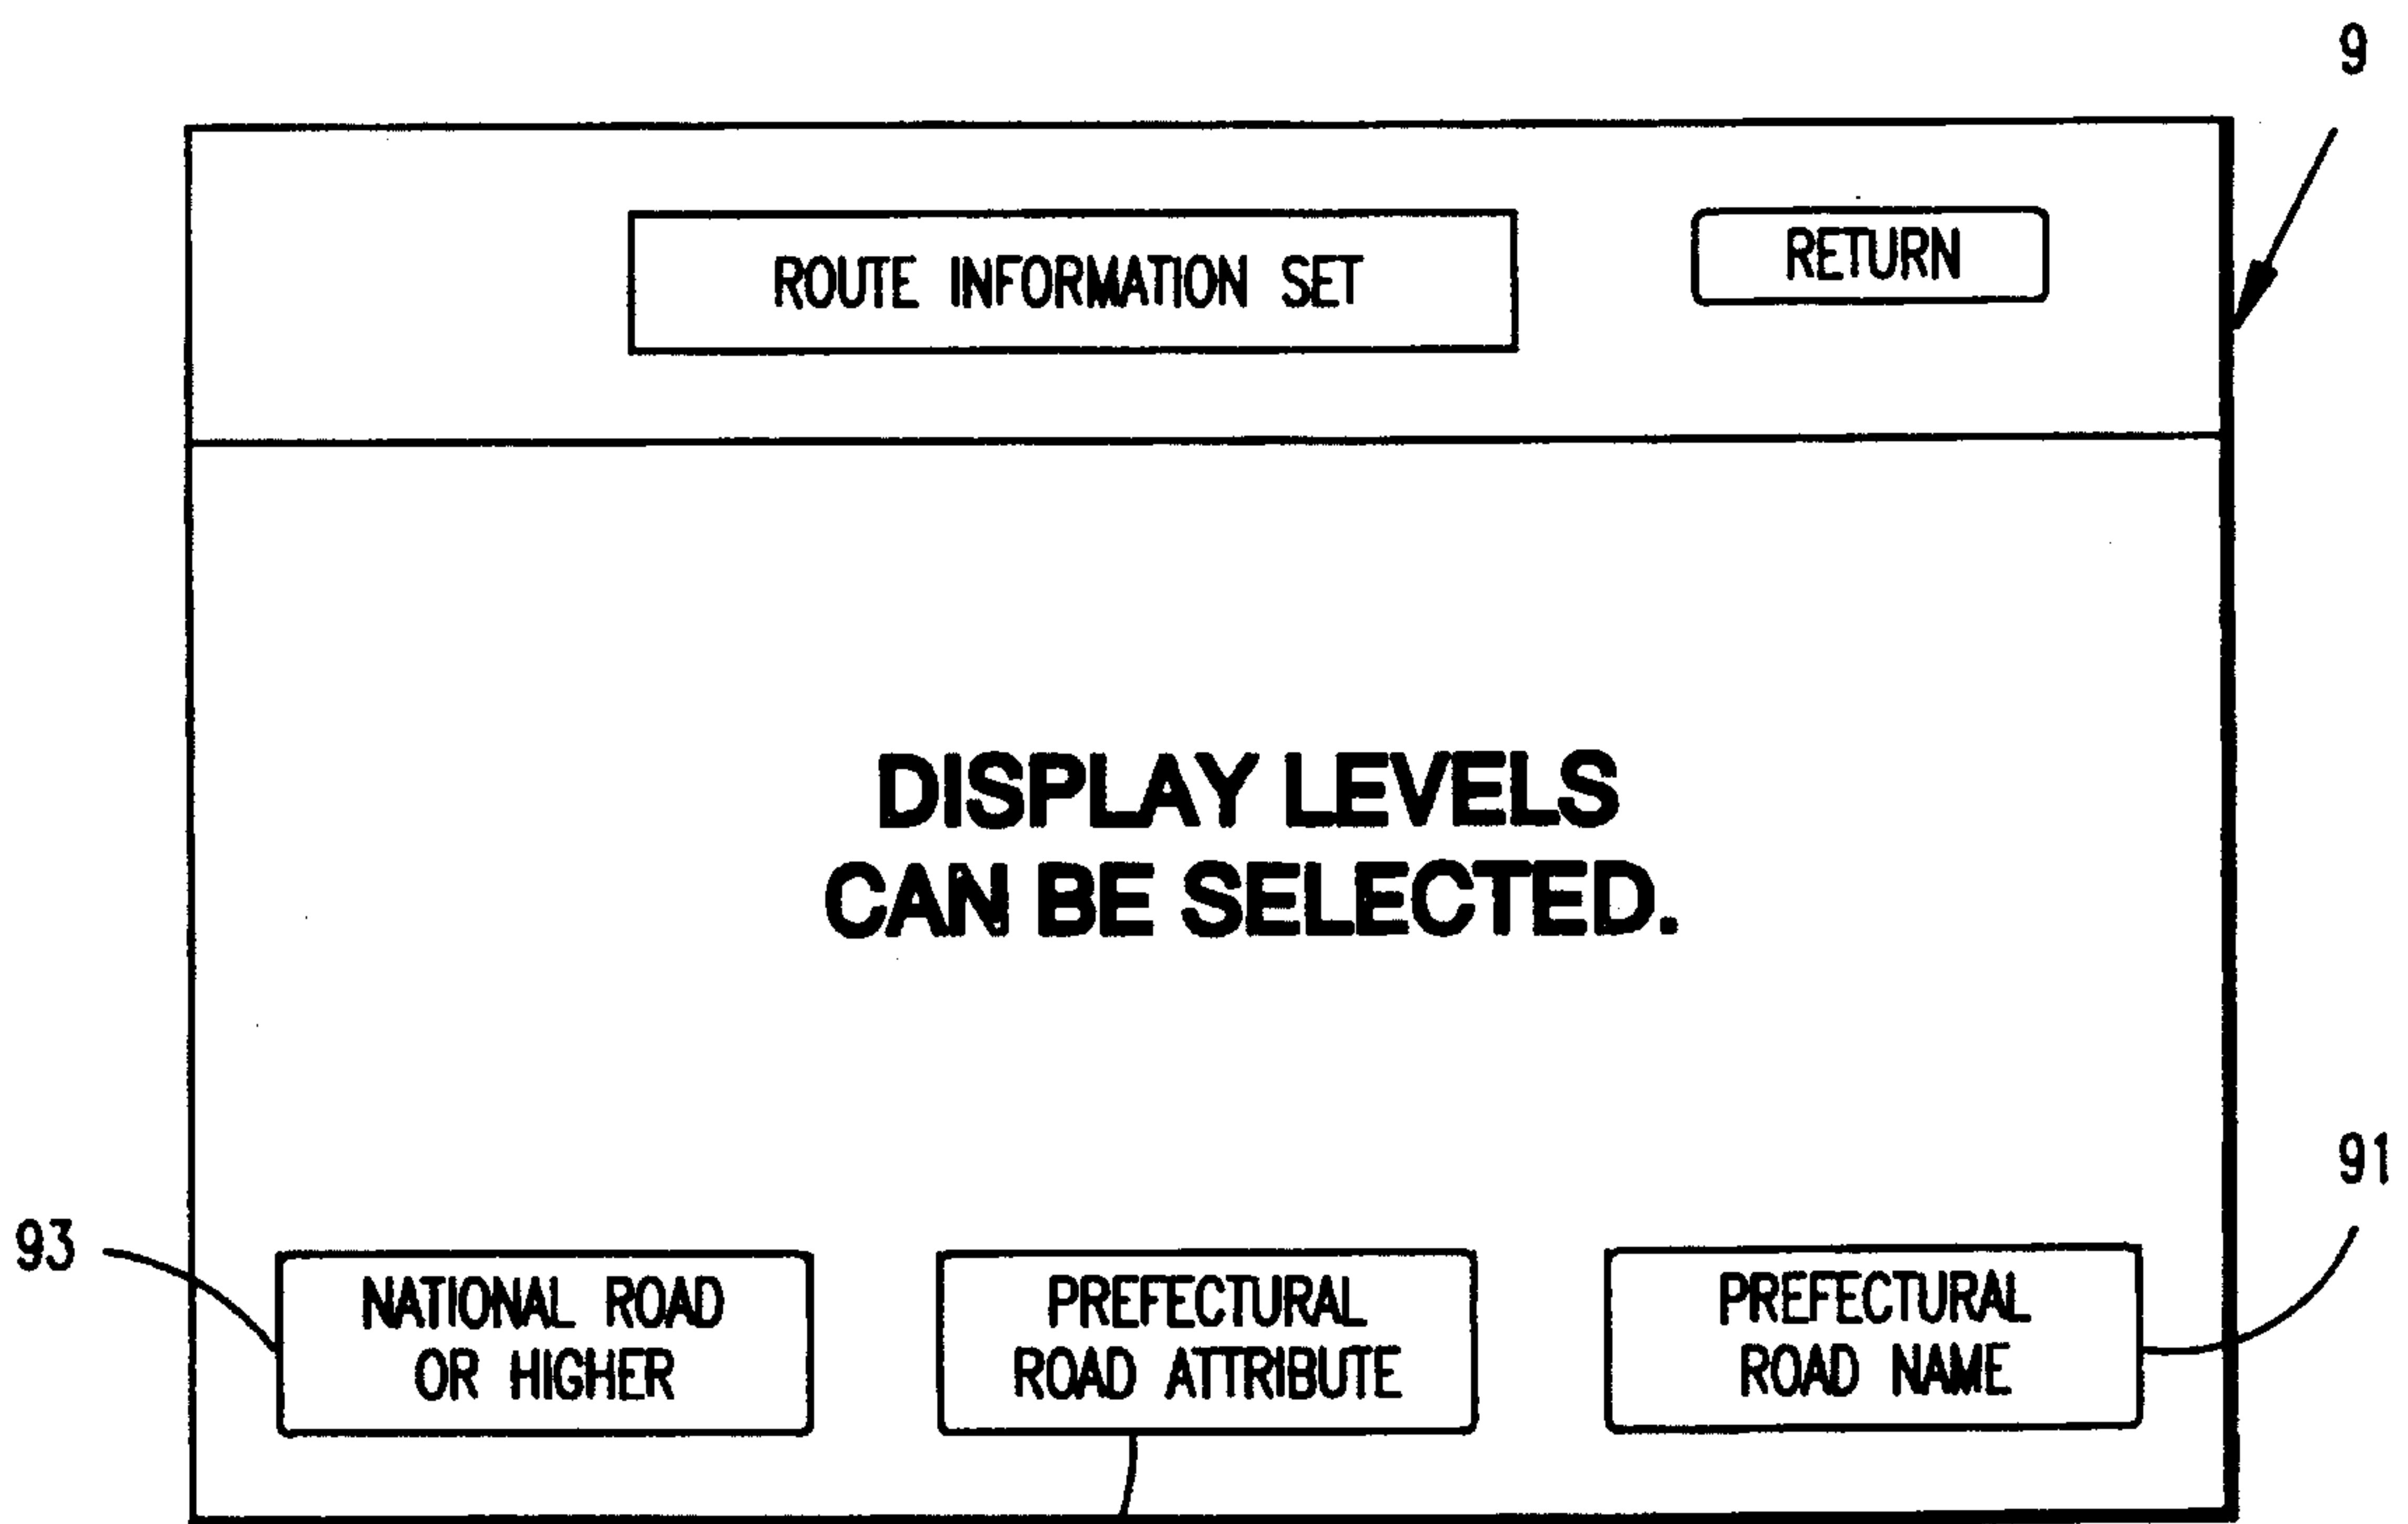 9
ROUTE INFORMATION SET
RETURN
DISPLAY LEVELS
CAN BE SELECTED.
91
93
NATIONAL ROAD
OR HIGHER
PREFECTURAL
ROAD ATTRIBUTE
PREFECTURAL
ROAD NAME